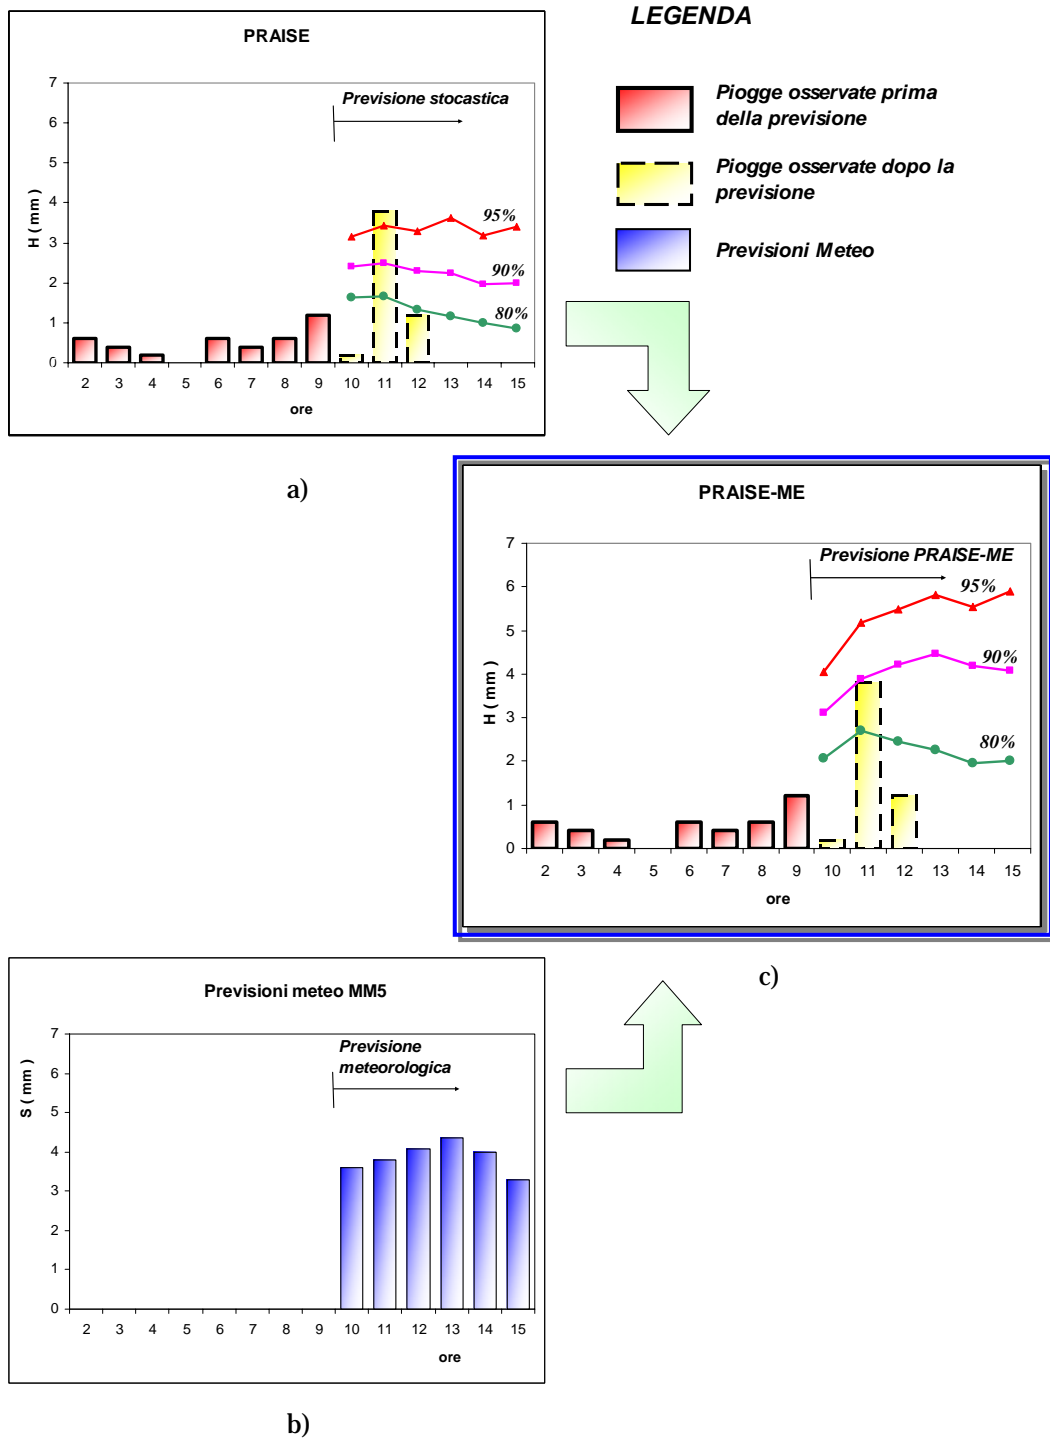 LEGENDA
PRAISE
Previsione stocastica
H ( mm )
7
6
5
4
3
2
1
0
95%
90%
80%
2 3 4 5 6 7 8 9 10 11 12 13 14 15
ore
a)
Piogge osservate prima
della previsione
Piogge osservate dopo la
previsione
Previsioni Meteo
PRAISE-ME
Previsione PRAISE-ME
H ( mm )
7
6
5
4
3
2
1
0
95%
90%
80%
2 3 4 5 6 7 8 9 10 11 12 13 14 15
ore
c)
Previsioni meteo MM5
Previsione
meteorologica
S ( mm )
7
6
5
4
3
2
1
0
2 3 4 5 6 7 8 9 10 11 12 13 14 15
ore
b)